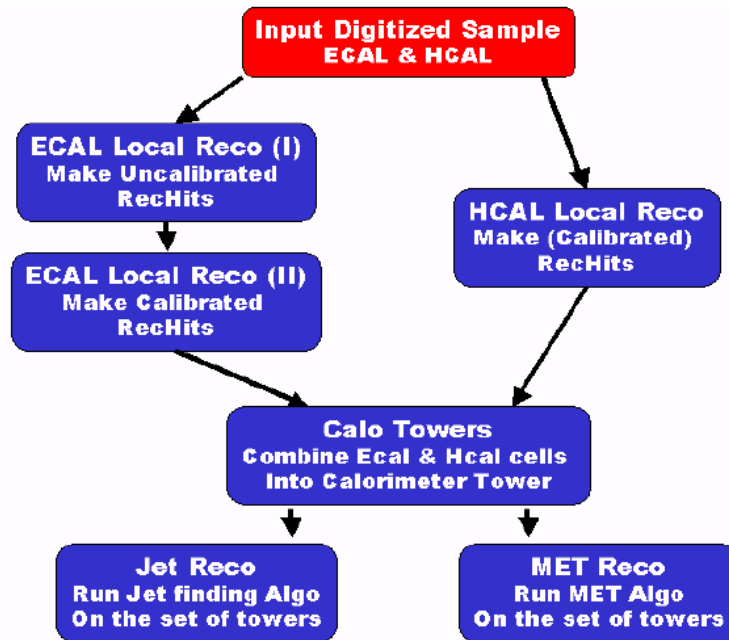 Input Digitized Sample
ECAL & HCAL
ECAL Local Reco (I)
Make Uncalibrated
RecHits
HCAL Local Reco
Make (Calibrated)
RecHits
ECAL Local Reco (II)
Make Calibrated
RecHits
Calo Towers
Combine Ecal & Hcal cells
Into Calorimeter Tower
Jet Reco
Run Jet finding Algo
On the set of towers
MET Reco
Run MET Algo
On the set of towers